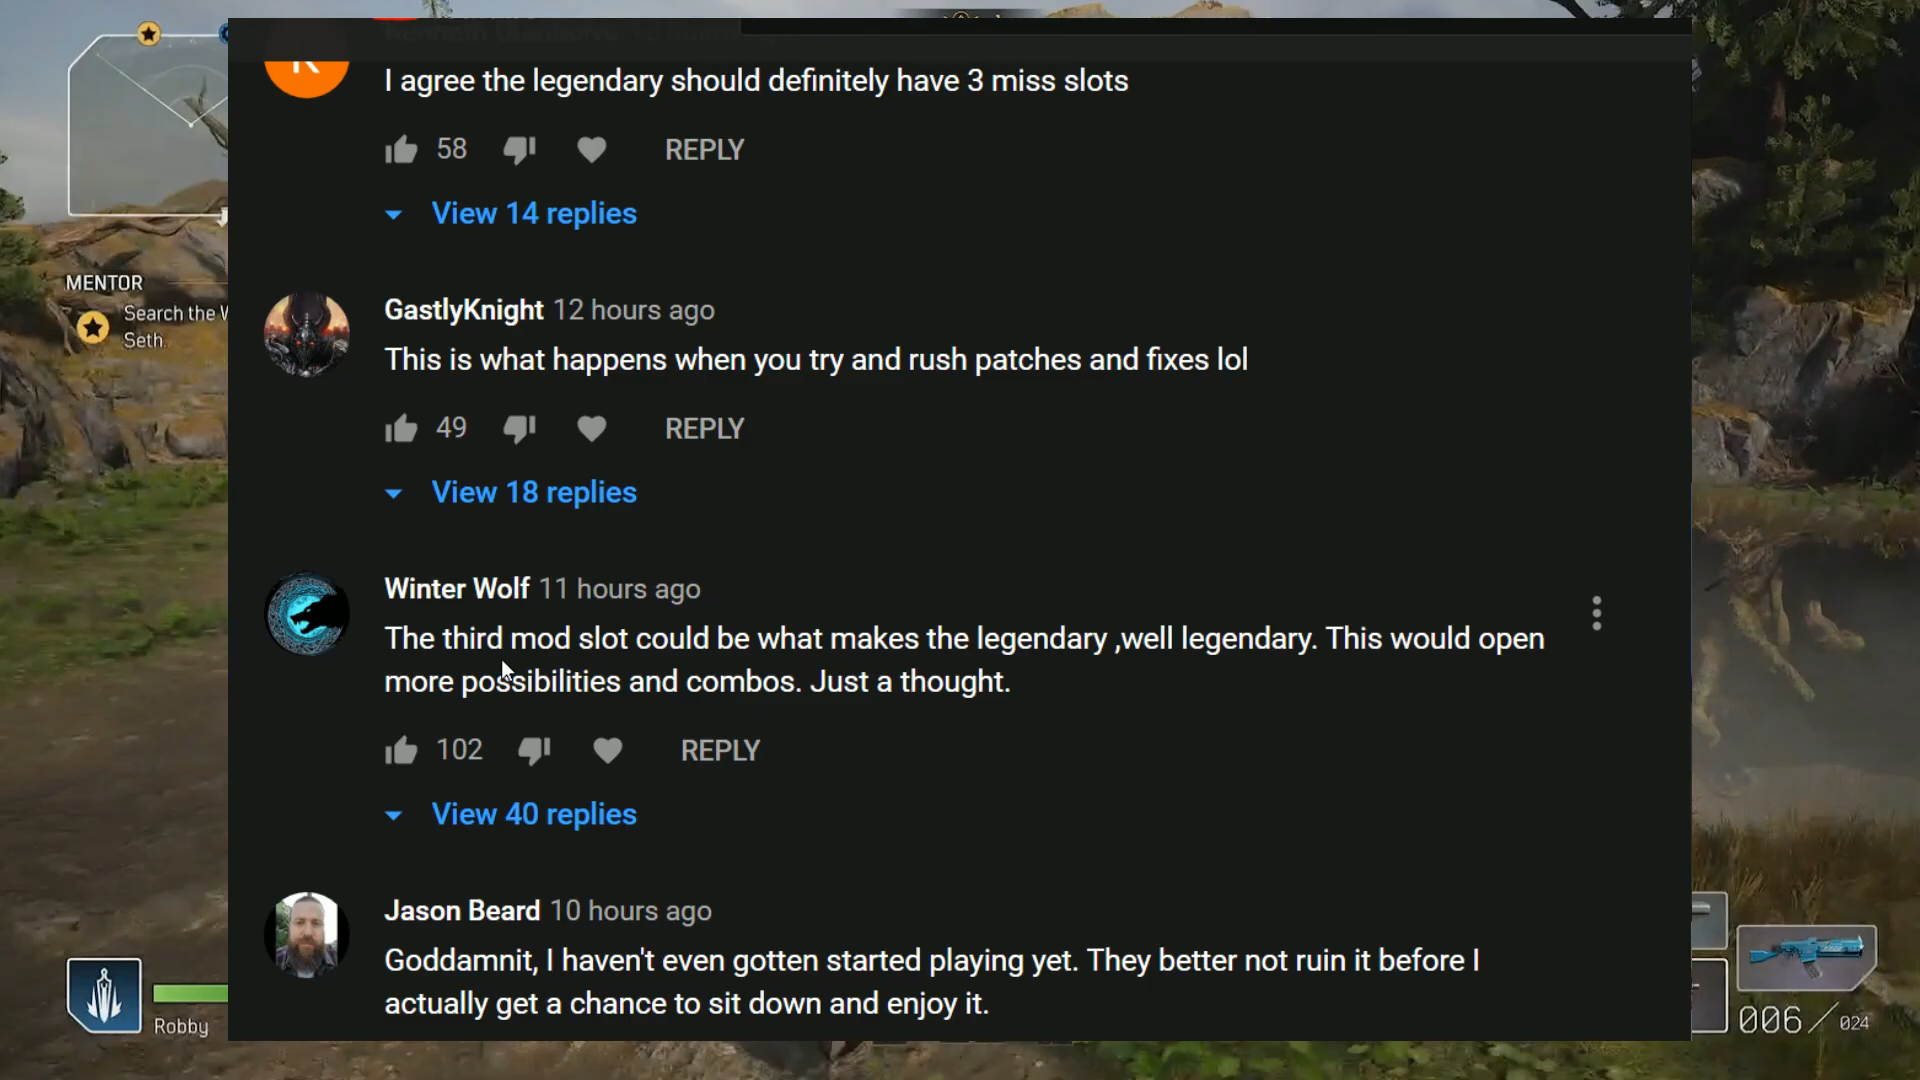 K
I agree the legendary should definitely have 3 miss slots
58 REPLY
View 14 replies
MENTOR
Search the W
Seth.
GastlyKnight 12 hours ago
This is what happens when you try and rush patches and fixes lol
49 REPLY
View 18 replies
Winter Wolf 11 hours ago
The third mod slot could be what makes the legendary ,well legendary. This would open
more possibilities and combos. Just a thought.
102 REPLY
View 40 replies
Jason Beard 10 hours ago
Goddamnit, I haven't even gotten started playing yet. They better not ruin it before I
actually get a chance to sit down and enjoy it.
Robby
006 / 024